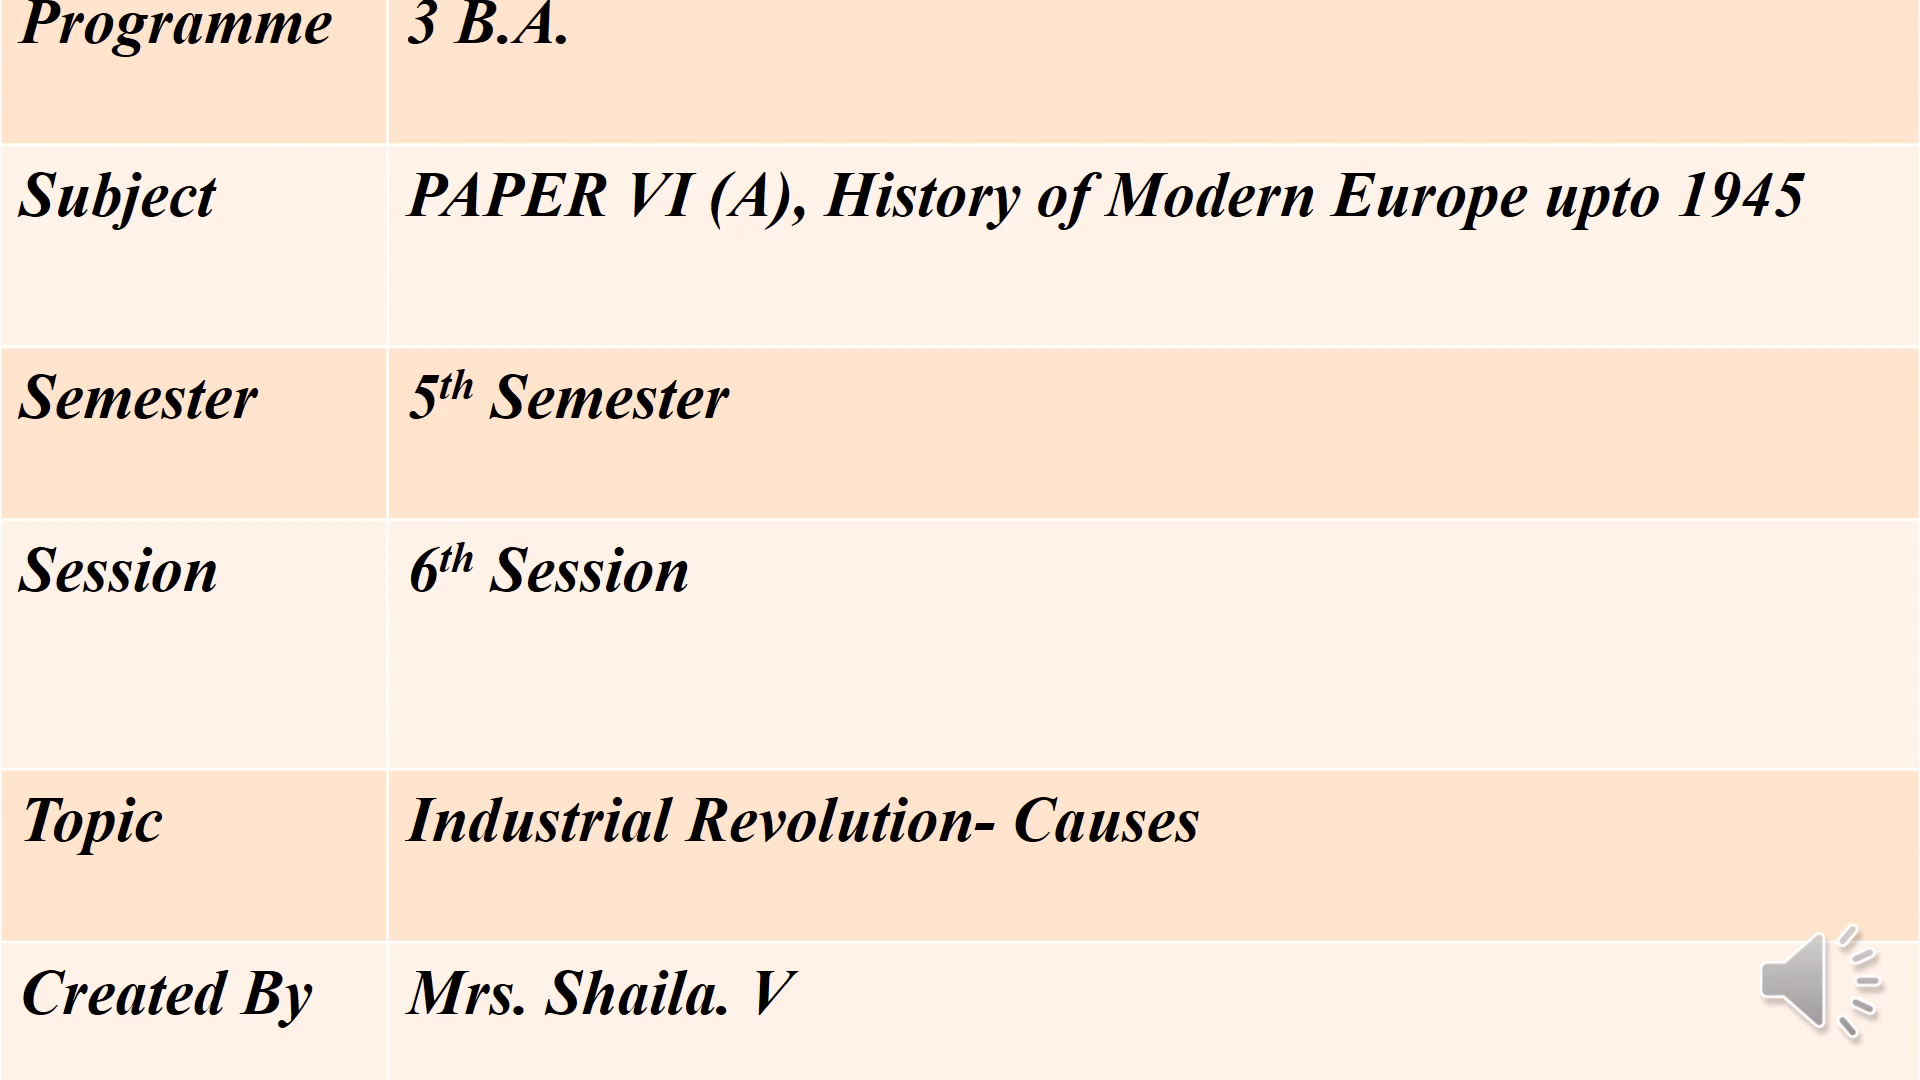 Programme 3 B.A.
Subject PAPER VI (A), History of Modern Europe upto 1945
Semester 5th Semester
Session 6th Session
Topic Industrial Revolution- Causes
Created By Mrs. Shaila. V